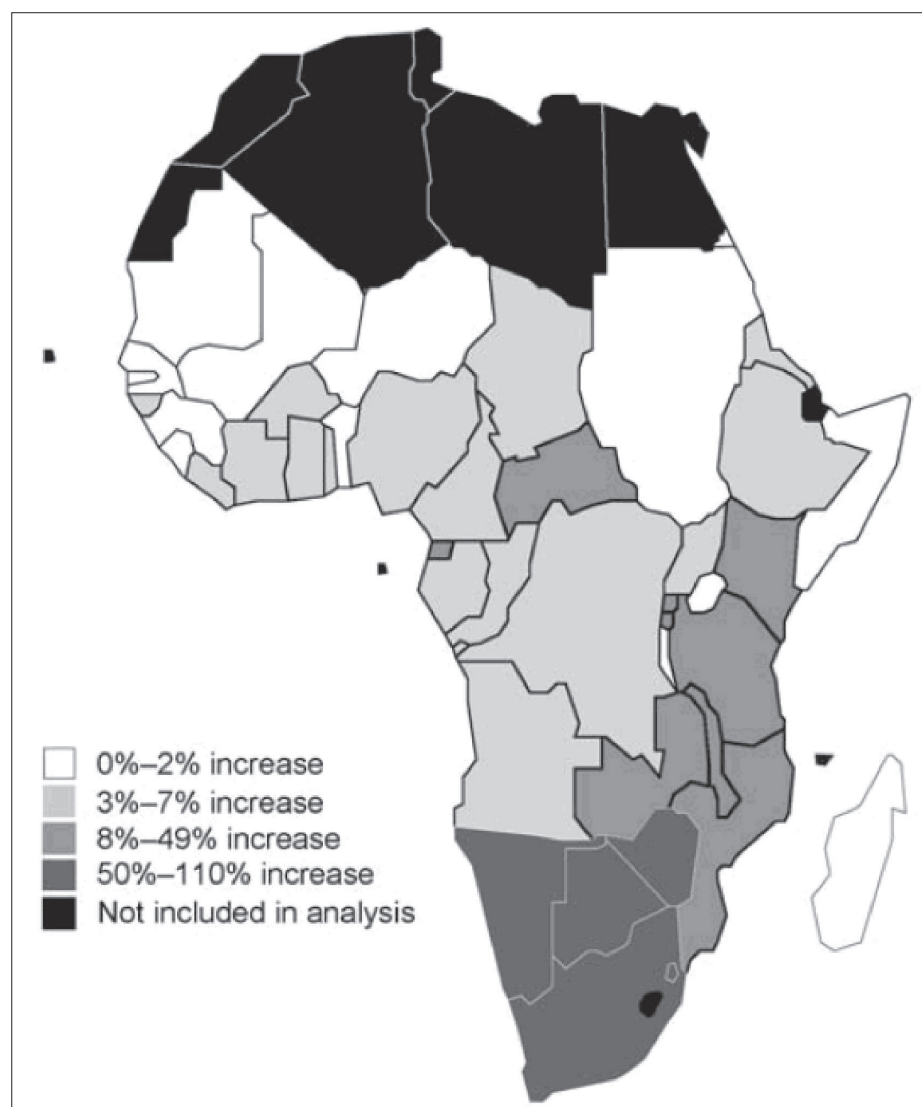 0%–2% increase
3%–7% increase
8%–49% increase
50%–110% increase
Not included in analysis